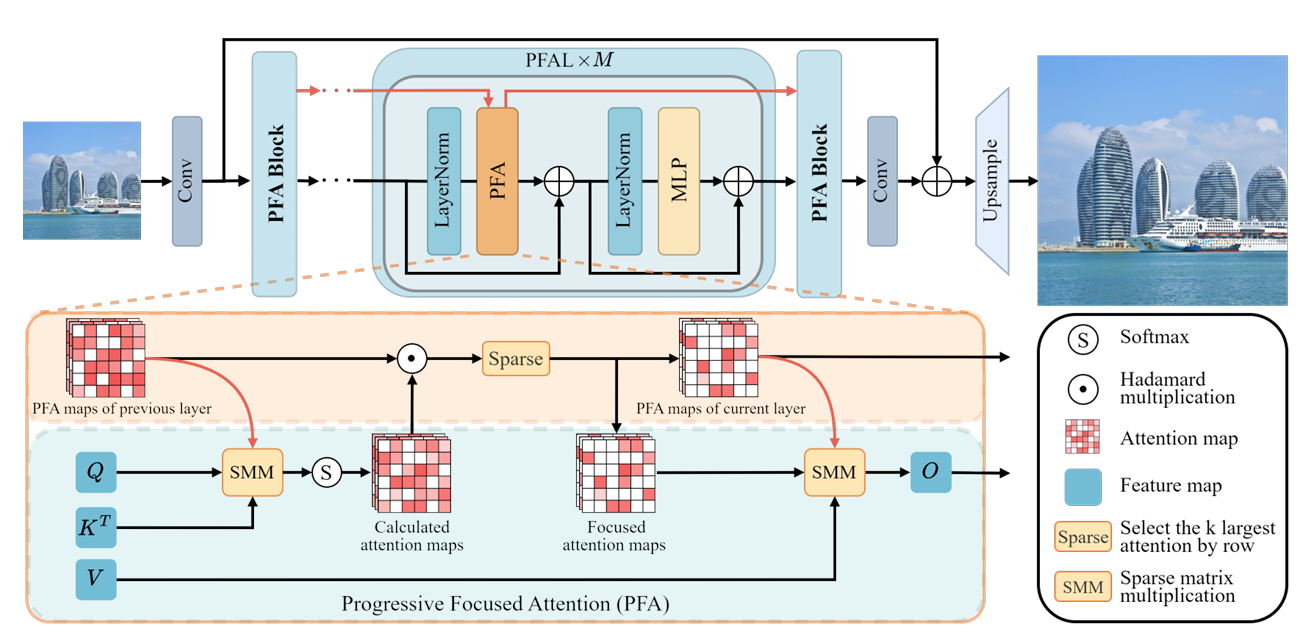 PFAL × M
Conv
PFA Block
LayerNorm
PFA
LayerNorm
MLP
PFA Block
Conv
Upsample
PFA maps of previous layer
Sparse
PFA maps of current layer
Q
K^T
V
SMM
S
Calculated
attention maps
Focused
attention maps
SMM
O
Progressive Focused Attention (PFA)
S
Softmax
Hadamard
multiplication
Attention map
Feature map
Sparse
Select the k largest
attention by row
SMM
Sparse matrix
multiplication